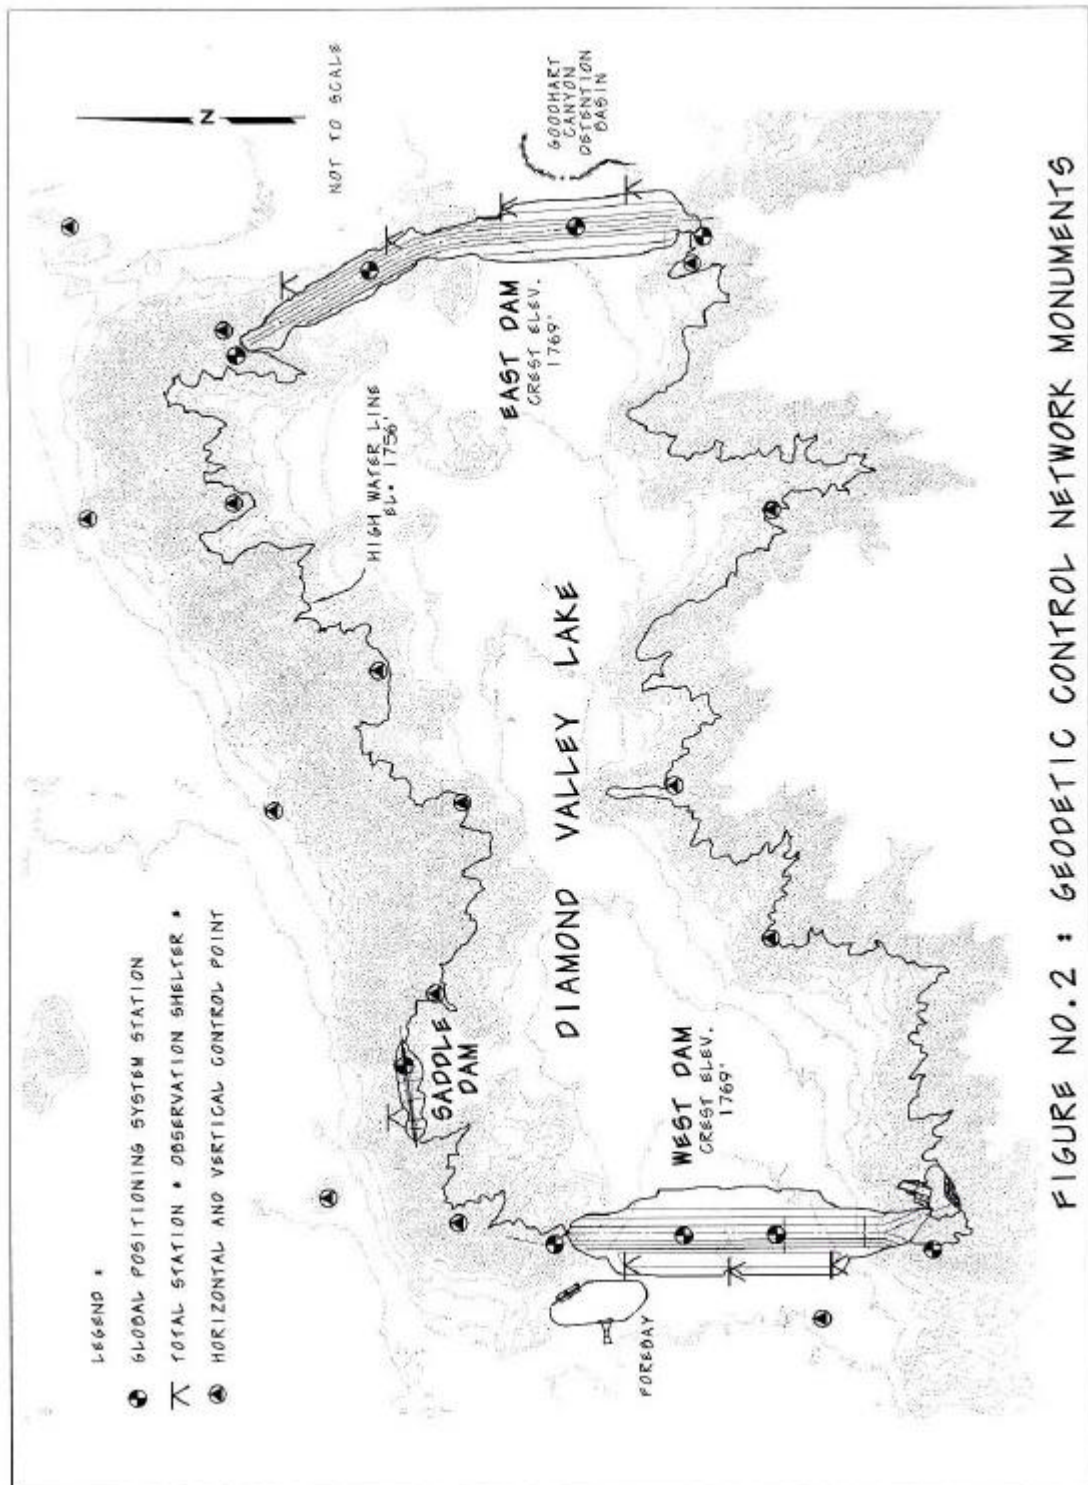 LEGEND :
GLOBAL POSITIONING SYSTEM STATION
TOTAL STATION & OBSERVATION SHELTER *
HORIZONTAL AND VERTICAL CONTROL POINT
N
NOT TO SCALE
GOODHART
CANYON
DETENTION
BASIN
HIGH WATER LINE
EL. 1756'
EAST DAM
CREST ELEV.
1769'
SADDLE
DAM
DIAMOND VALLEY LAKE
WEST DAM
CREST ELEV.
1769'
FOREBAY
FIGURE NO. 2 : GEODETIC CONTROL NETWORK MONUMENTS